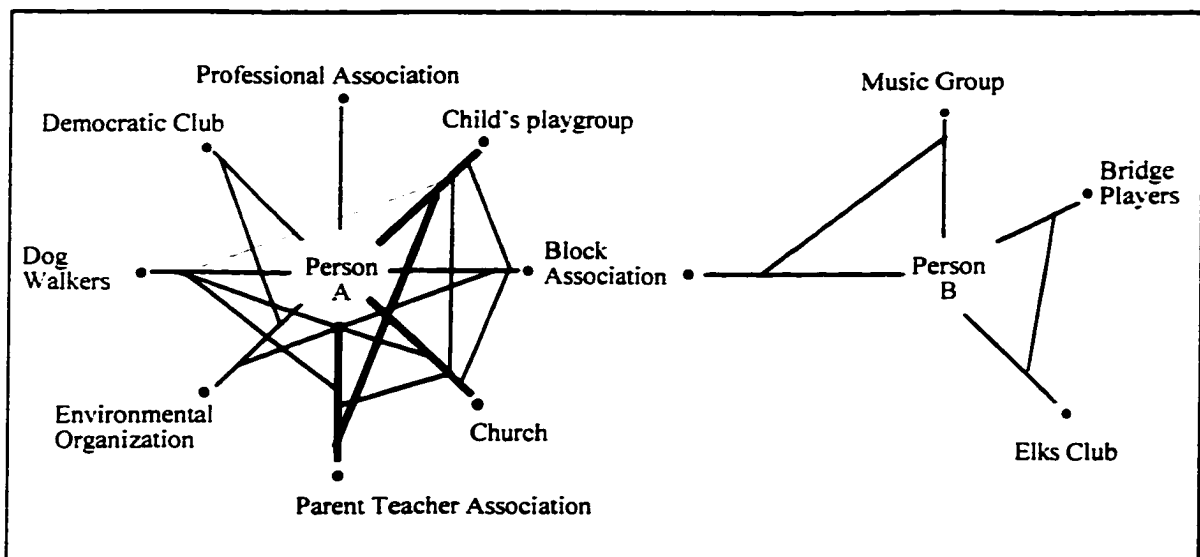 Professional Association
Democratic Club
Child's playgroup
Dog
Walkers
Person
A
Block
Association
Environmental
Organization
Church
Parent Teacher Association
Music Group
Bridge
Players
Person
B
Elks Club